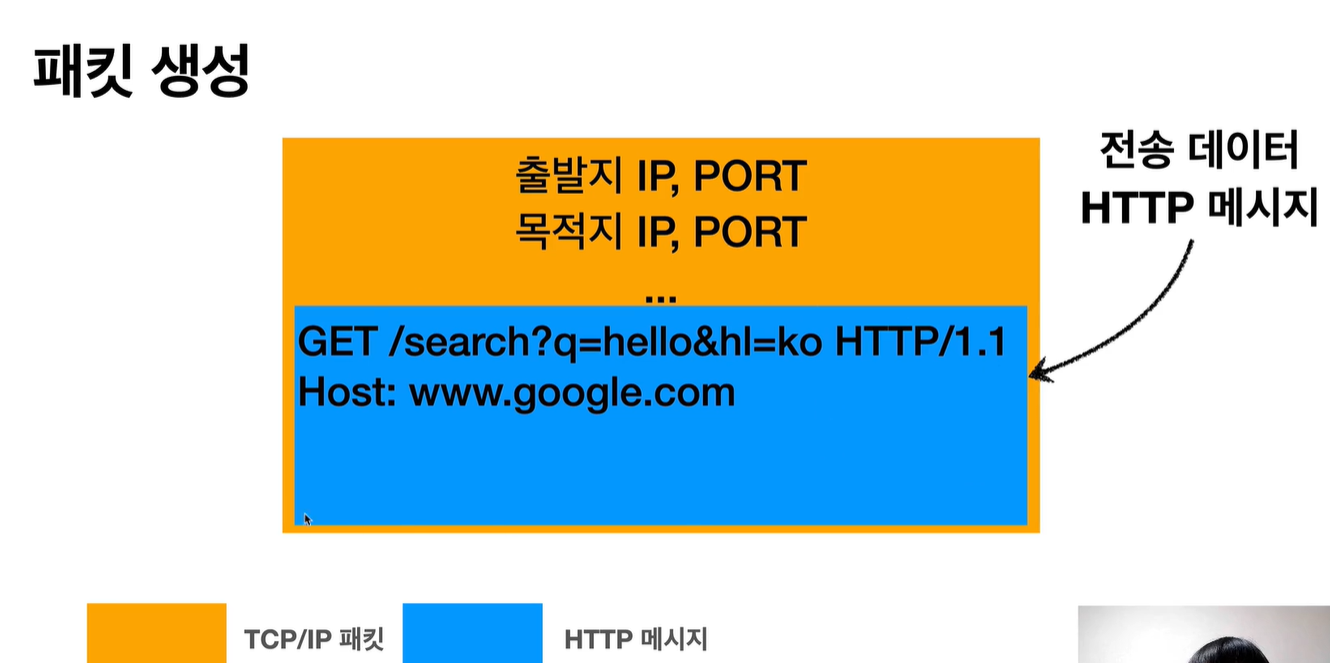 패킷 생성
전송 데이터
HTTP 메시지
출발지 IP, PORT
목적지 IP, PORT
...
GET /search?q=hello&hl=ko HTTP/1.1
Host: www.google.com
TCP/IP 패킷
HTTP 메시지